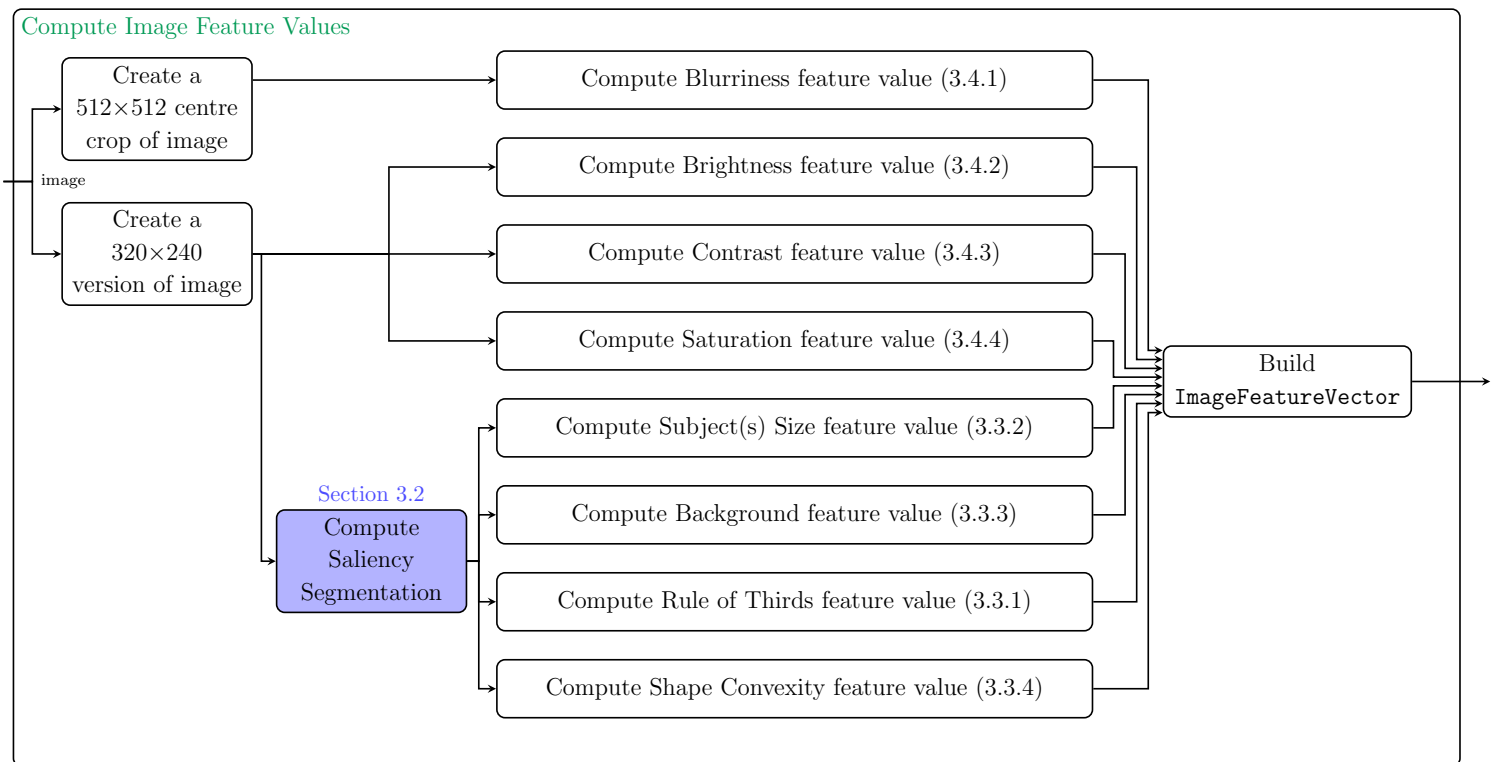 Compute Image Feature Values
Create a
512×512 centre
crop of image
image
Create a
320×240
version of image
Section 3.2
Compute
Saliency
Segmentation
Compute Blurriness feature value (3.4.1)
Compute Brightness feature value (3.4.2)
Compute Contrast feature value (3.4.3)
Compute Saturation feature value (3.4.4)
Compute Subject(s) Size feature value (3.3.2)
Compute Background feature value (3.3.3)
Compute Rule of Thirds feature value (3.3.1)
Compute Shape Convexity feature value (3.3.4)
Build
ImageFeatureVector